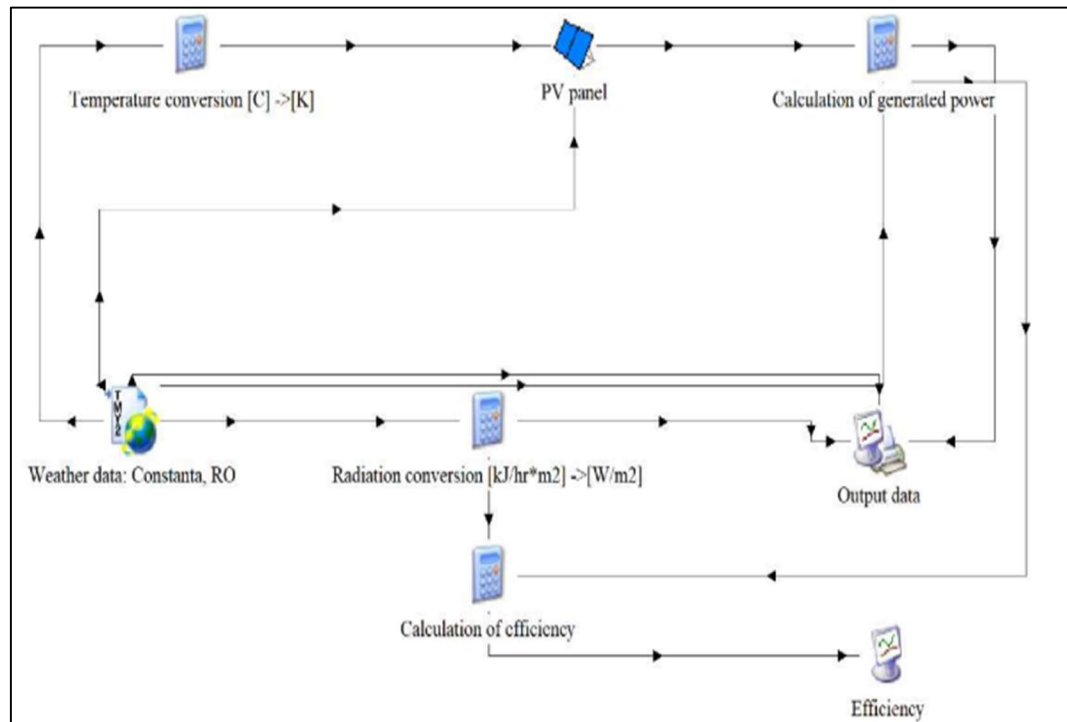 Temperature conversion [C] ->[K]
PV panel
Calculation of generated power
TMY2
Weather data: Constanta, RO
Radiation conversion [kJ/hr*m2] ->[W/m2]
Output data
Calculation of efficiency
Efficiency